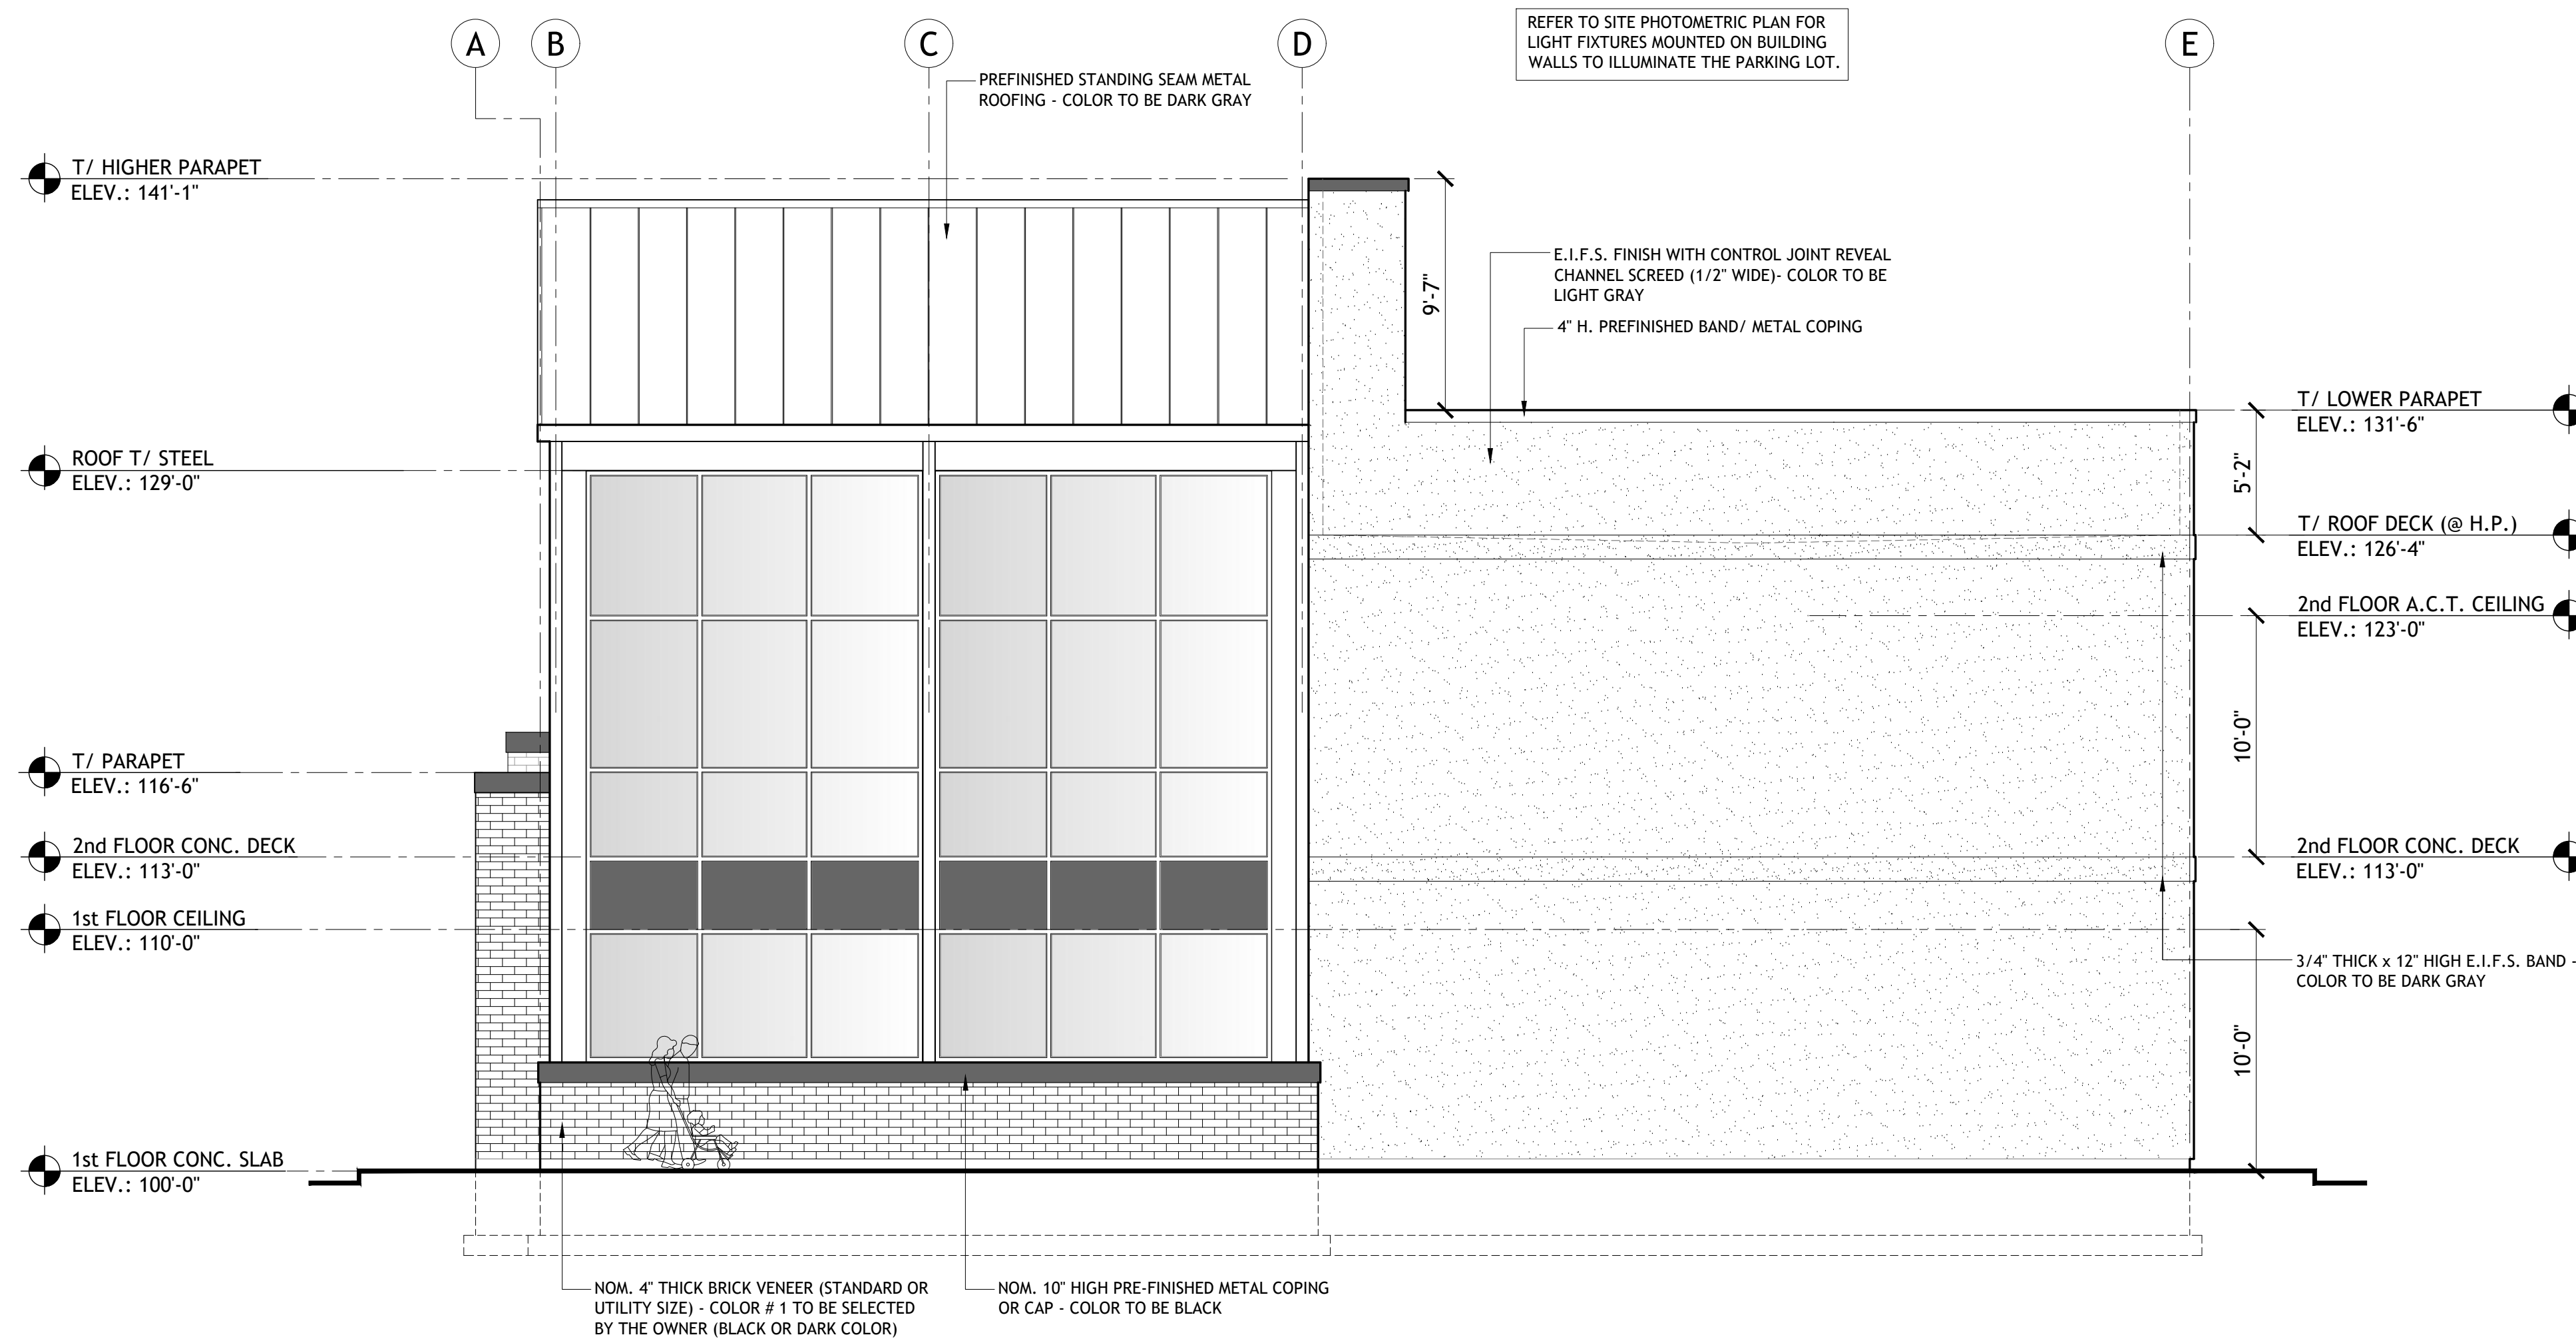 A
B
C
D
E
REFER TO SITE PHOTOMETRIC PLAN FOR
LIGHT FIXTURES MOUNTED ON BUILDING
WALLS TO ILLUMINATE THE PARKING LOT.
PREFINISHED STANDING SEAM METAL
ROOFING - COLOR TO BE DARK GRAY
T/ HIGHER PARAPET
ELEV.: 141'-1"
E.I.F.S. FINISH WITH CONTROL JOINT REVEAL
CHANNEL SCREED (1/2" WIDE)- COLOR TO BE
LIGHT GRAY
9'-7"
4" H. PREFINISHED BAND/ METAL COPING
T/ LOWER PARAPET
ELEV.: 131'-6"
ROOF T/ STEEL
ELEV.: 129'-0"
5'-2"
T/ ROOF DECK (@ H.P.)
ELEV.: 126'-4"
2nd FLOOR A.C.T. CEILING
ELEV.: 123'-0"
10'-0"
T/ PARAPET
ELEV.: 116'-6"
2nd FLOOR CONC. DECK
ELEV.: 113'-0"
2nd FLOOR CONC. DECK
ELEV.: 113'-0"
1st FLOOR CEILING
ELEV.: 110'-0"
3/4" THICK x 12" HIGH E.I.F.S. BAND -
COLOR TO BE DARK GRAY
10'-0"
1st FLOOR CONC. SLAB
ELEV.: 100'-0"
NOM. 4" THICK BRICK VENEER (STANDARD OR
UTILITY SIZE) - COLOR # 1 TO BE SELECTED
BY THE OWNER (BLACK OR DARK COLOR)
NOM. 10" HIGH PRE-FINISHED METAL COPING
OR CAP - COLOR TO BE BLACK